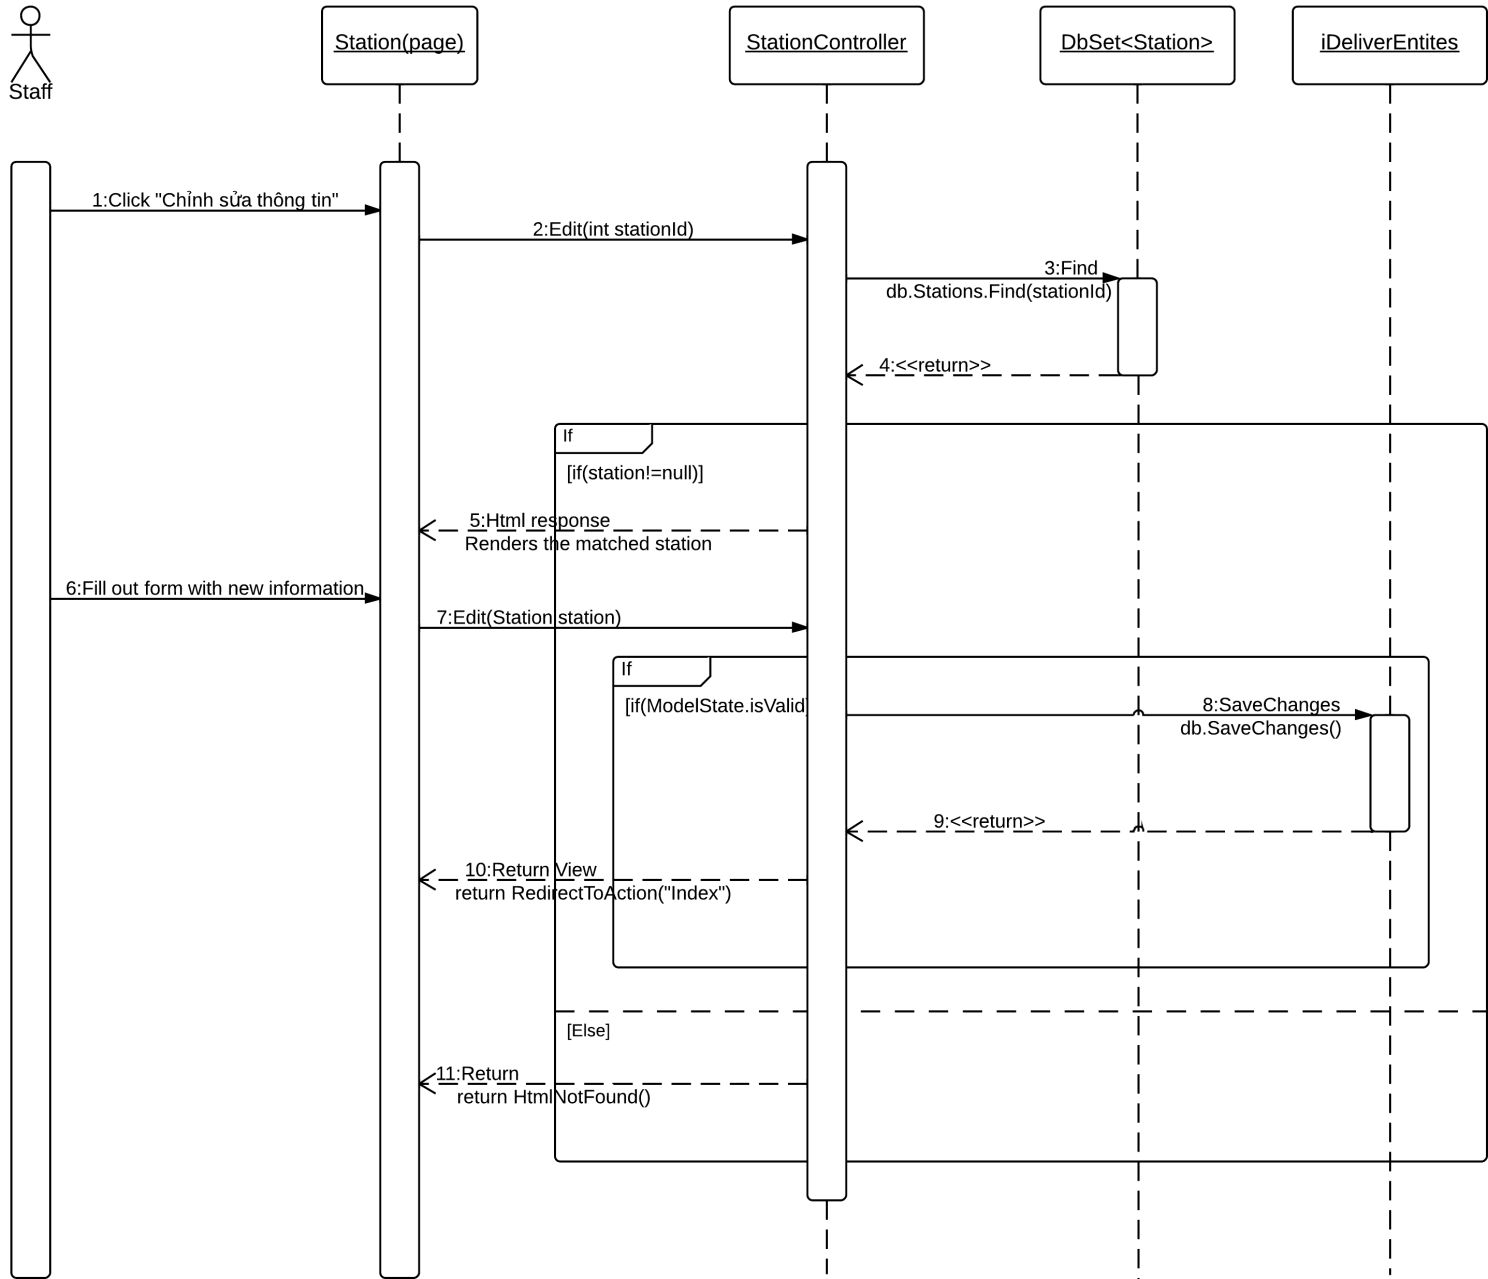 Staff
Station(page)
StationController
DbSet<Station>
iDeliverEntites
1:Click "Chỉnh sửa thông tin"
2:Edit(int stationId)
3:Find
db.Stations.Find(stationId)
4:<<return>>
If
[if(station!=null)]
5:Html response
Renders the matched station
6:Fill out form with new information
7:Edit(Station station)
If
[if(ModelState.isValid)
8:SaveChanges
db.SaveChanges()
9:<<return>>
10:Return View
return RedirectToAction("Index")
[Else]
11:Return
return HtmlNotFound()